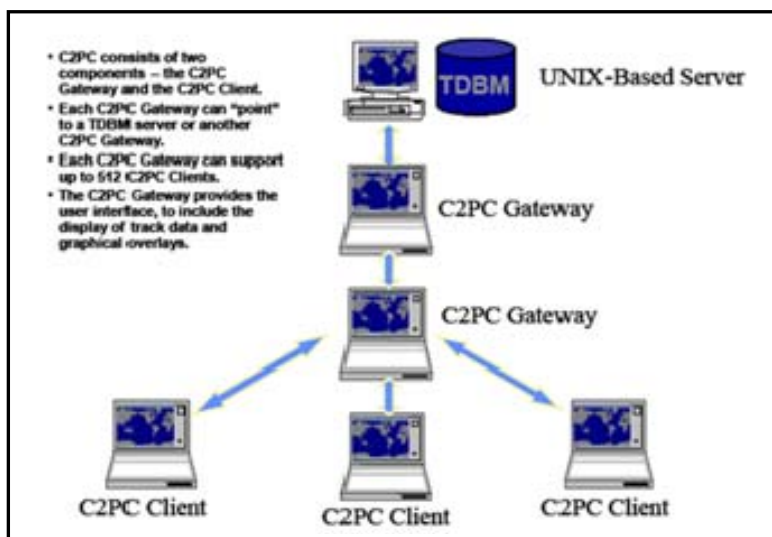 • C2PC consists of two
components – the C2PC
Gateway and the C2PC Client.
• Each C2PC Gateway can "point"
to a TDBM server or another
C2PC Gateway.
• Each C2PC Gateway can support
up to 512 C2PC Clients.
• The C2PC Gateway provides the
user interface, to include the
display of track data and
graphical overlays.
TDBM
UNIX-Based Server
C2PC Gateway
C2PC Gateway
C2PC Client
C2PC Client
C2PC Client